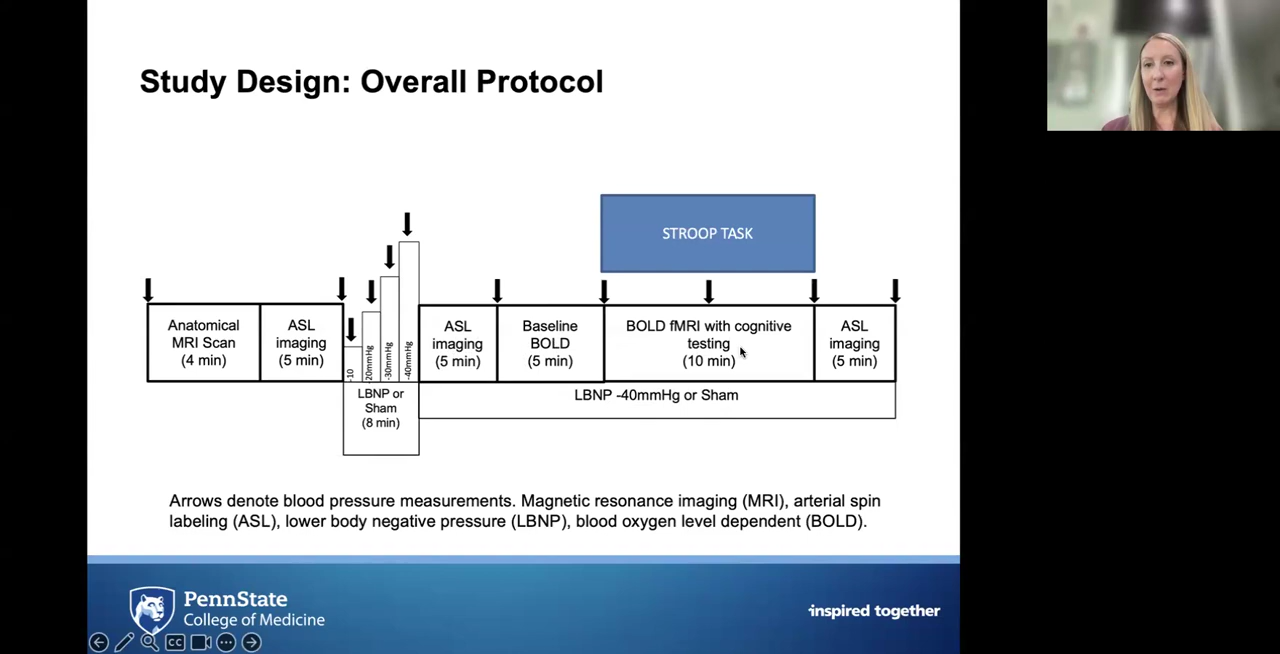 Study Design: Overall Protocol
STROOP TASK
Anatomical
MRI Scan
(4 min)
ASL
imaging
(5 min)
-10
-20mmHg
-30mmHg
-40mmHg
LBNP or
Sham
(8 min)
ASL
imaging
(5 min)
Baseline
BOLD
(5 min)
BOLD fMRI with cognitive
testing
(10 min)
ASL
imaging
(5 min)
LBNP -40mmHg or Sham
Arrows denote blood pressure measurements. Magnetic resonance imaging (MRI), arterial spin
labeling (ASL), lower body negative pressure (LBNP), blood oxygen level dependent (BOLD).
PennState
College of Medicine
inspired together
CC